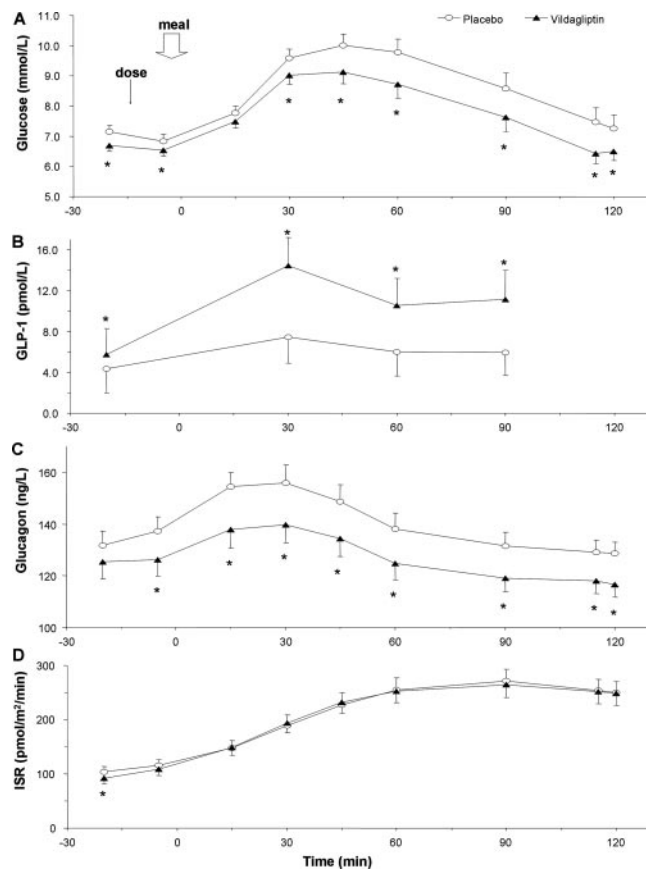 A
meal
Placebo
Vildagliptin
dose
Glucose (mmol/L)
11.0
10.0
9.0
8.0
7.0
6.0
5.0
* * * * * * * *
-30 0 30 60 90 120
B
GLP-1 (pmol/L)
16.0
12.0
8.0
4.0
0.0
* * * *
-30 0 30 60 90 120
C
Glucagon (ng/L)
160
140
120
100
* * * * * * * *
-30 0 30 60 90 120
D
ISR (pmol/m²/min)
300
200
100
0
*
-30 0 30 60 90 120
Time (min)